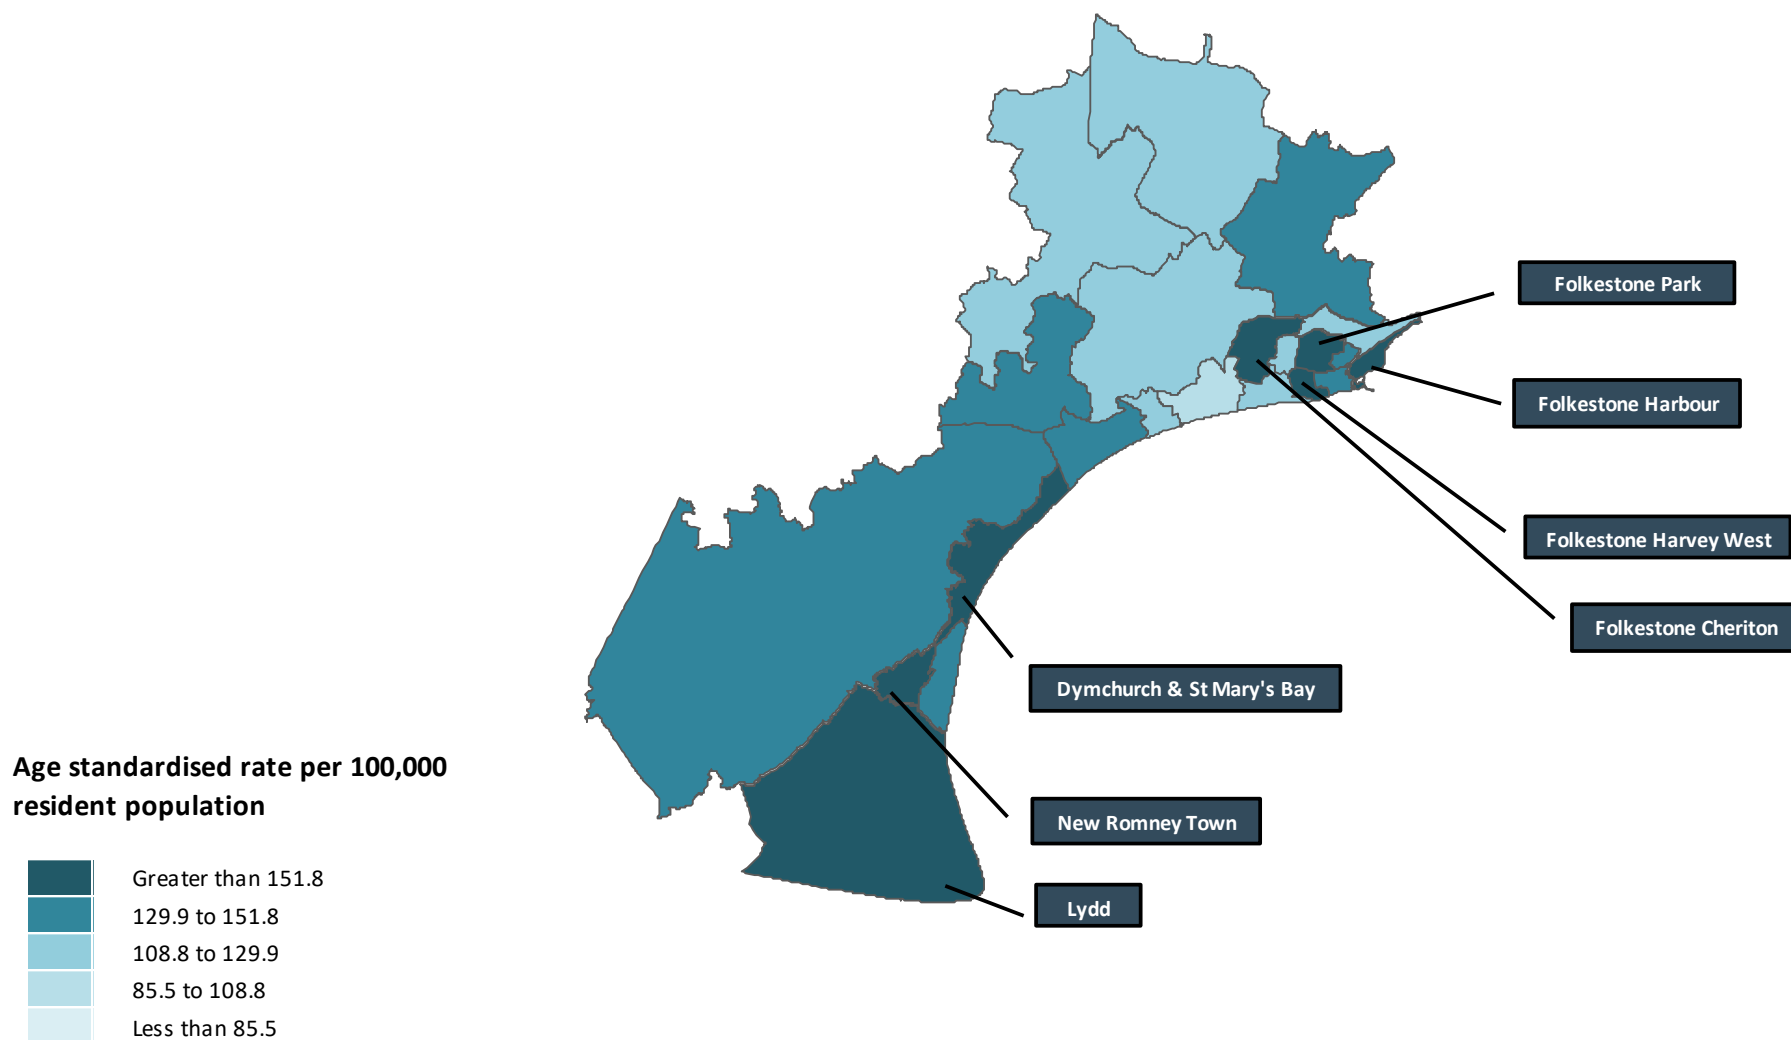 Folkestone Park
Folkestone Harbour
Folkestone Harvey West
Folkestone Cheriton
Dymchurch & St Mary's Bay
New Romney Town
Lydd
Age standardised rate per 100,000
resident population
Greater than 151.8
129.9 to 151.8
108.8 to 129.9
85.5 to 108.8
Less than 85.5